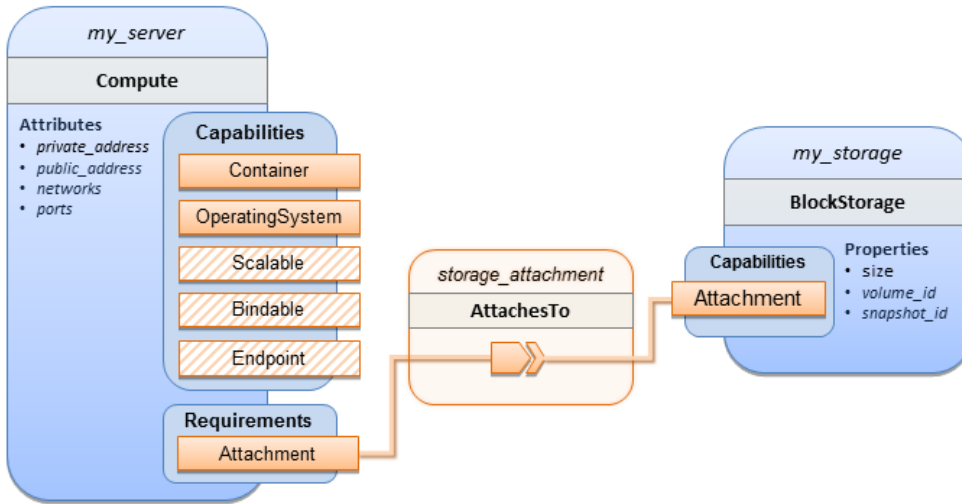 my_server
Compute
Attributes
• private_address
• public_address
• networks
• ports
Capabilities
Container
OperatingSystem
Scalable
Bindable
Endpoint
Requirements
Attachment
storage_attachment
AttachesTo
my_storage
BlockStorage
Capabilities
Attachment
Properties
• size
• volume_id
• snapshot_id